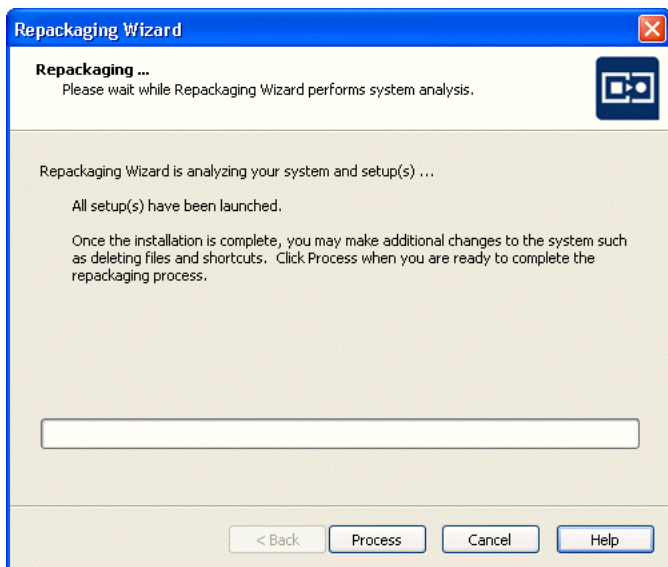 Repackaging Wizard
Repackaging ...
Please wait while Repackaging Wizard performs system analysis.
Repackaging Wizard is analyzing your system and setup(s) ...
All setup(s) have been launched.
Once the installation is complete, you may make additional changes to the system such
as deleting files and shortcuts.  Click Process when you are ready to complete the
repackaging process.
< Back
Process
Cancel
Help